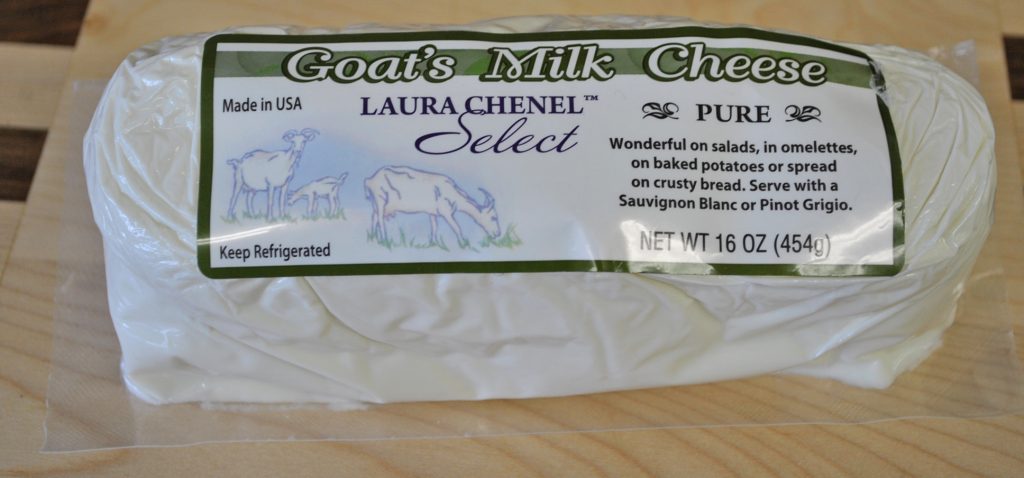 Goat's Milk Cheese
Made in USA
LAURA CHENEL™
Select
Keep Refrigerated
PURE
Wonderful on salads, in omelettes,
on baked potatoes or spread
on crusty bread. Serve with a
Sauvignon Blanc or Pinot Grigio.
NET WT 16 OZ (454g)